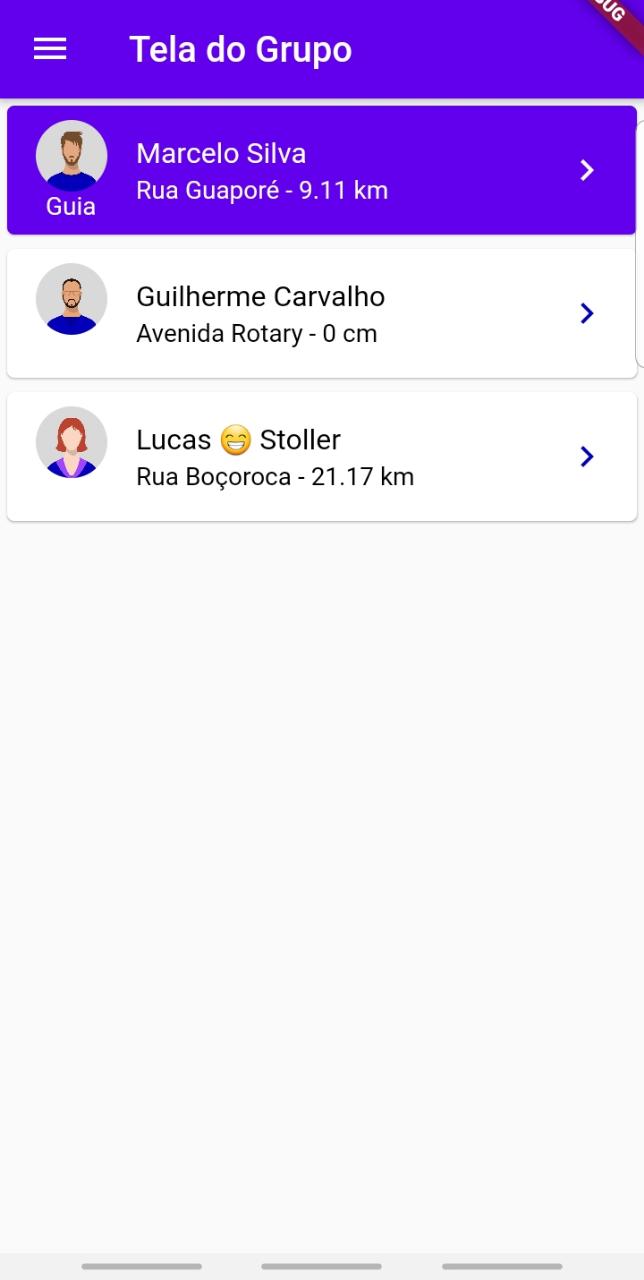 Tela do Grupo
Marcelo Silva
Rua Guaporé - 9.11 km
Guia
Guilherme Carvalho
Avenida Rotary - 0 cm
Lucas 😁 Stoller
Rua Boçoroca - 21.17 km